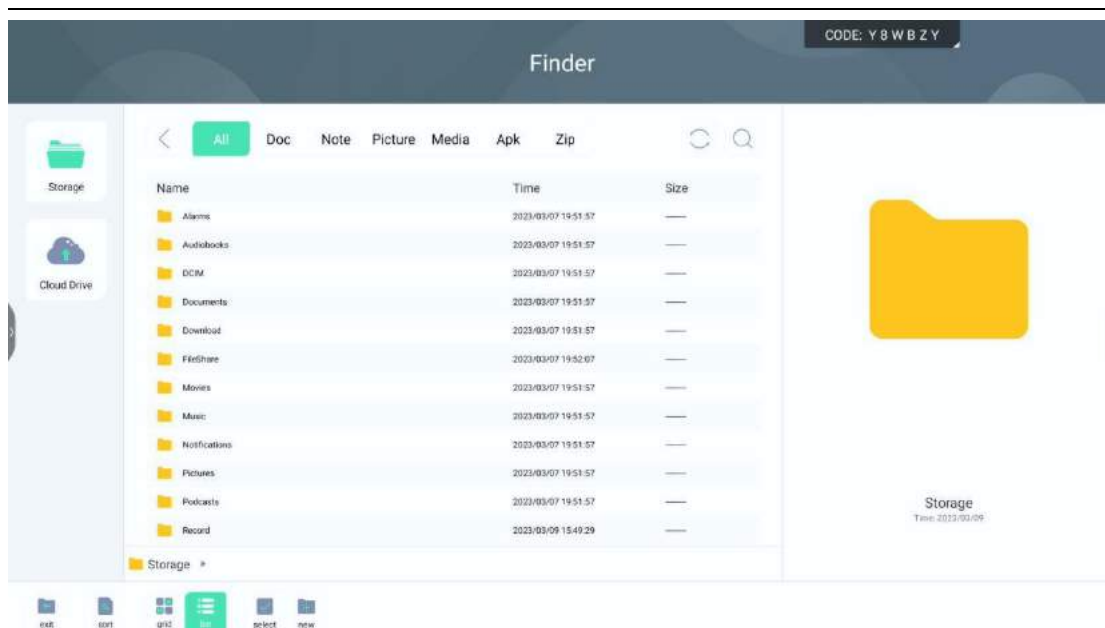 CODE: Y 8 W B Z Y
Finder
All Doc Note Picture Media Apk Zip
Storage
Cloud Drive
Name Time Size
Alarms 2023/03/07 19:51:57 ——
Audiobooks 2023/03/07 19:51:57 ——
DCIM 2023/03/07 19:51:57 ——
Documents 2023/03/07 19:51:57 ——
Download 2023/03/07 19:51:57 ——
FileShare 2023/03/07 19:52:07 ——
Movies 2023/03/07 19:51:57 ——
Music 2023/03/07 19:51:57 ——
Notifications 2023/03/07 19:51:57 ——
Pictures 2023/03/07 19:51:57 ——
Podcasts 2023/03/07 19:51:57 ——
Record 2023/03/09 15:49:29 ——
Storage
Time: 2023/03/09
Storage
exit sort grid list select new